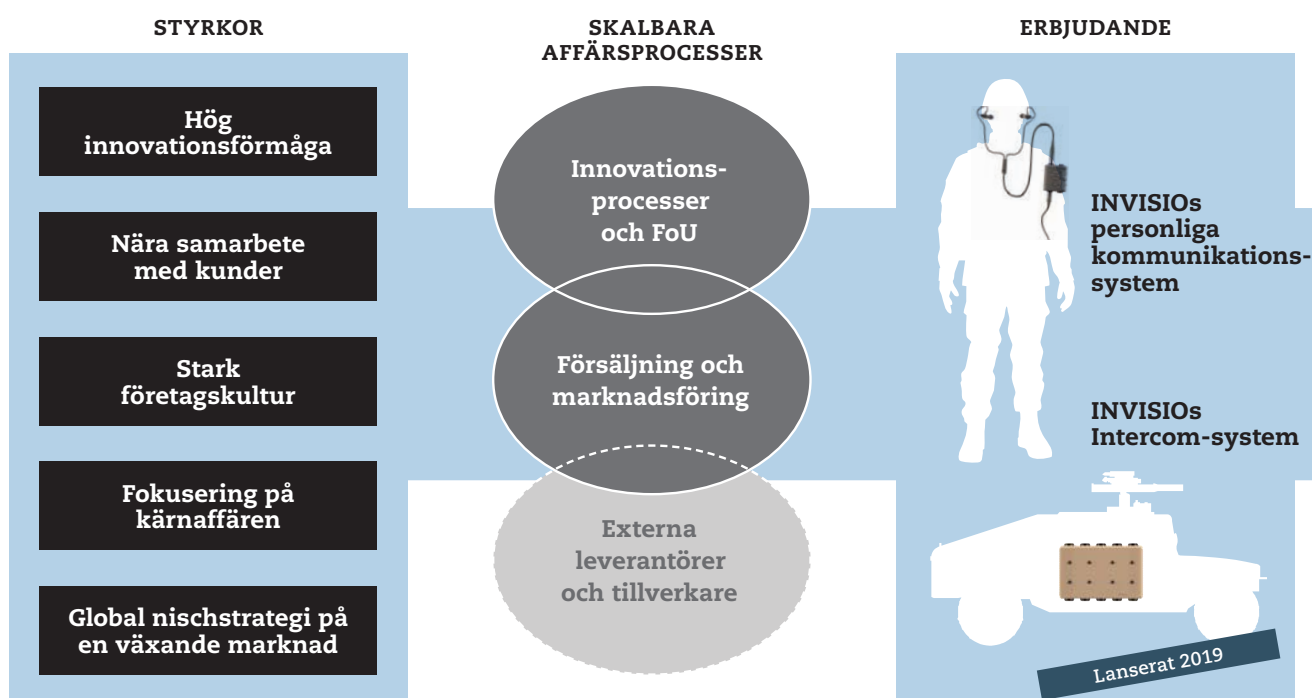 STYRKOR
Hög
innovationsförmåga
Nära samarbete
med kunder
Stark
företagskultur
Fokusering på
kärnaffären
Global nischstrategi på
en växande marknad
SKALBARA
AFFÄRSPROCESSER
Innovations-
processer
och FoU
Försäljning och
marknadsföring
Externa
leverantörer
och tillverkare
ERBJUDANDE
INVISIOs
personliga
kommunikations-
system
INVISIOs
Intercom-system
Lanserat 2019